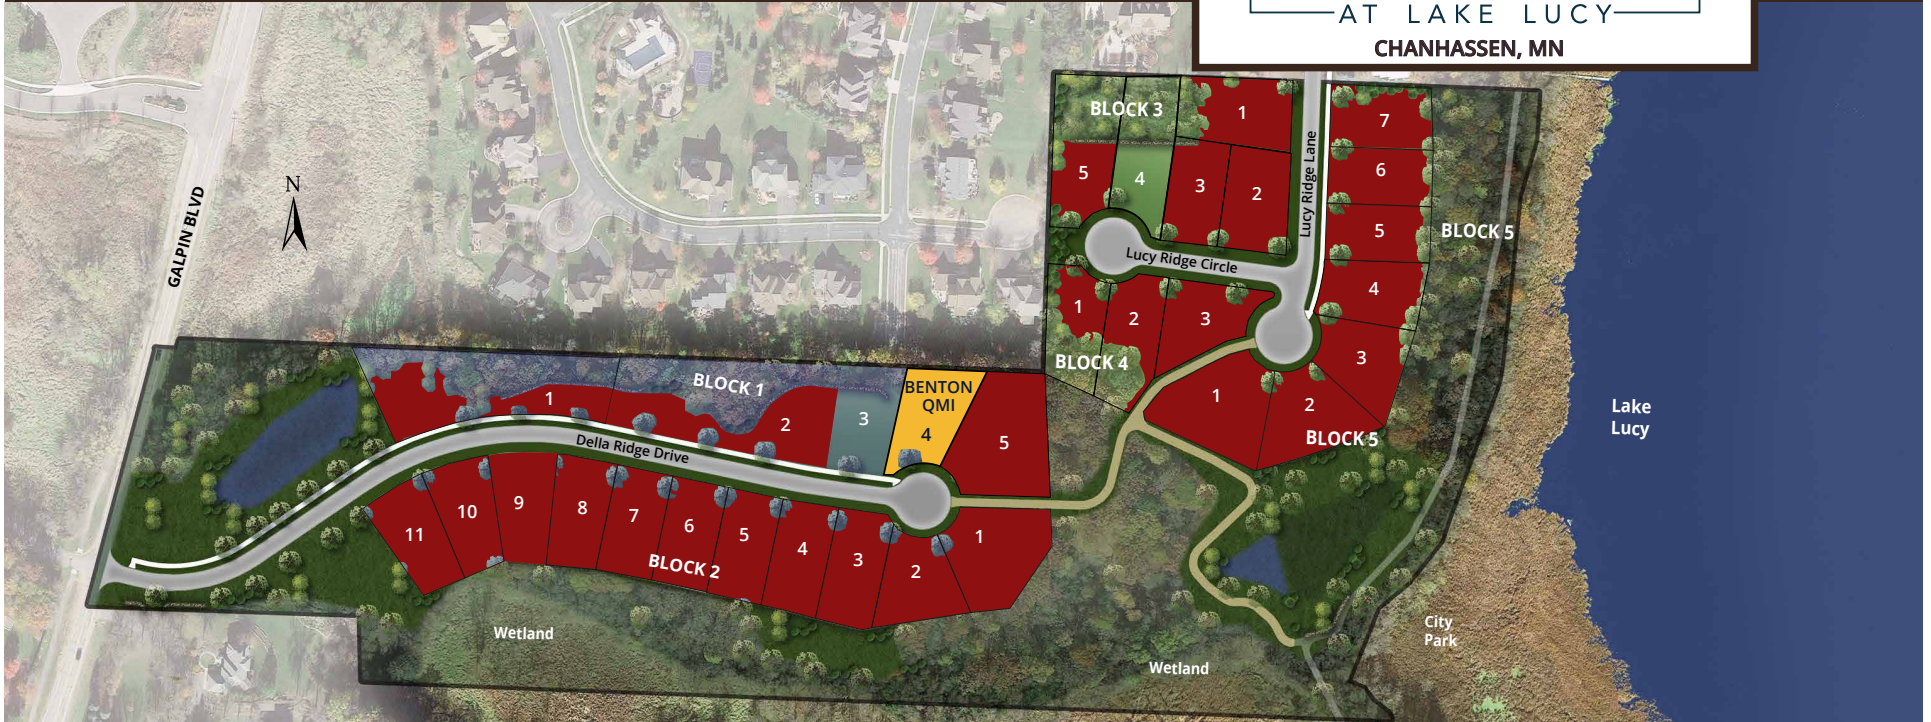 AT LAKE LUCY
CHANHASSEN, MN
GALPIN BLVD
N
BLOCK 3
1
5
4
3
2
Lucy Ridge Lane
7
6
5
4
3
BLOCK 5
Lucy Ridge Circle
1
2
3
BLOCK 4
1
2
BLOCK 5
Lake
Lucy
BLOCK 1
1
2
3
BENTON
QMI
4
5
Della Ridge Drive
11
10
9
8
7
6
5
4
3
2
1
BLOCK 2
Wetland
Wetland
City
Park